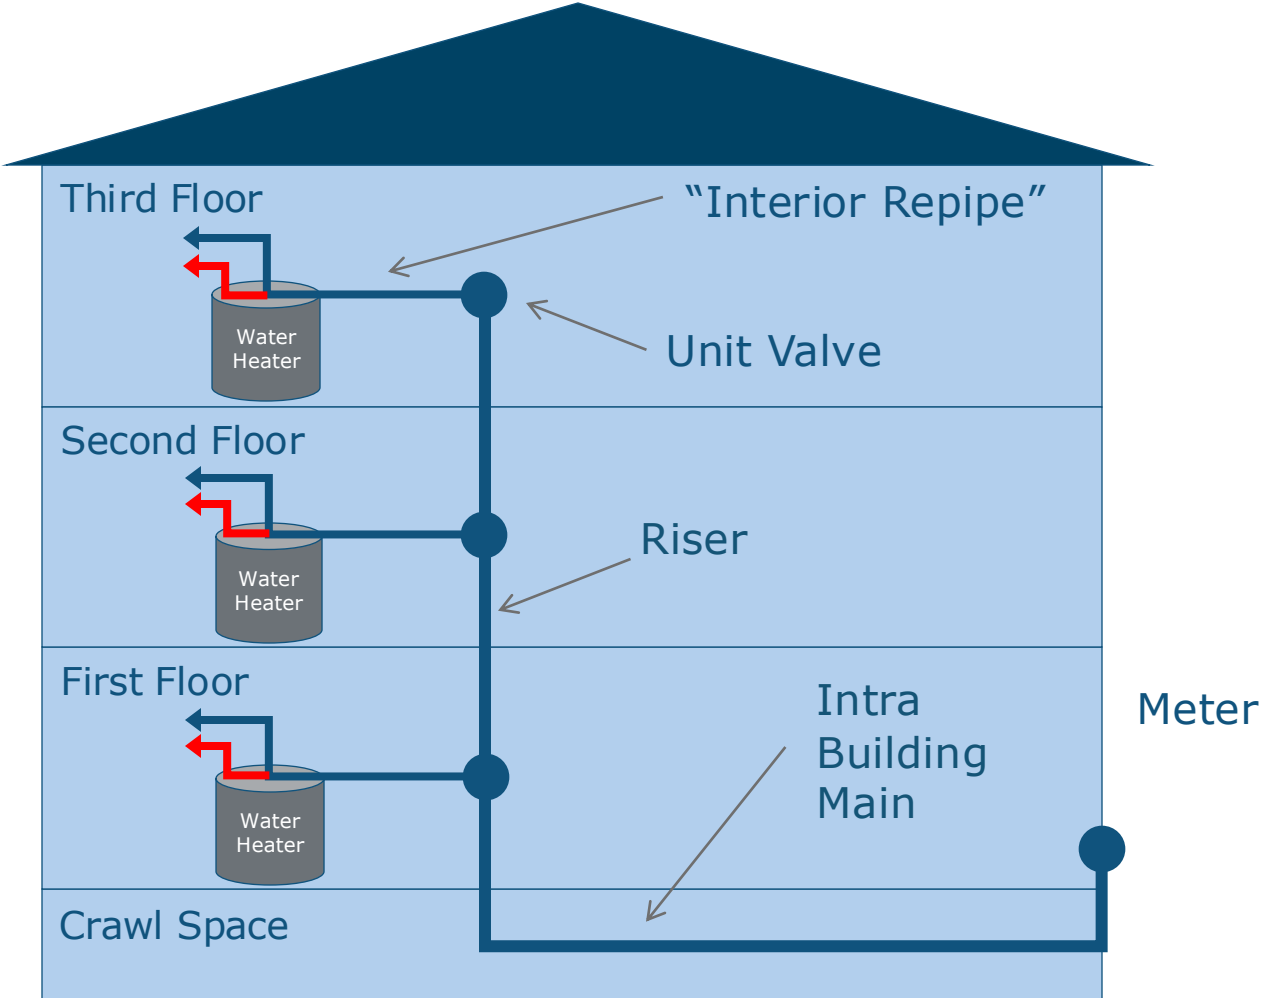 Third Floor
“Interior Repipe”
Water
Heater
Unit Valve
Second Floor
Riser
Water
Heater
First Floor
Intra
Building
Main
Meter
Water
Heater
Crawl Space